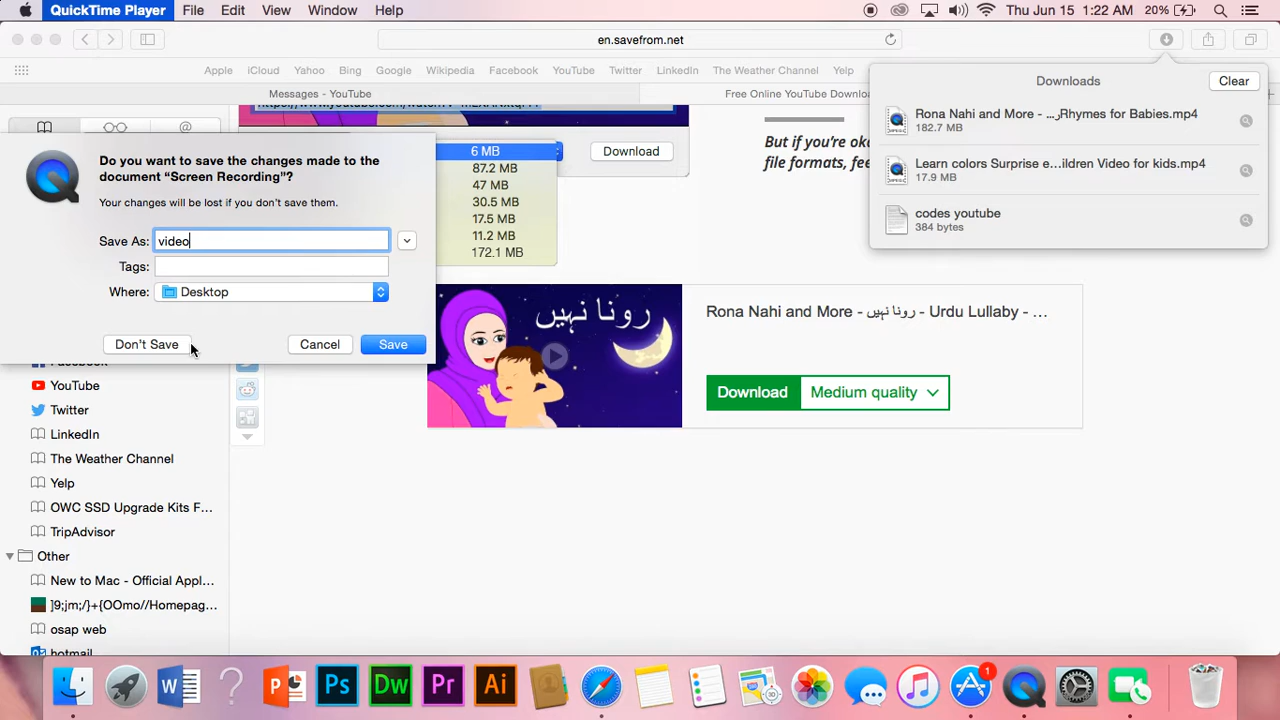 QuickTime Player File Edit View Window Help Thu Jun 15 1:22 AM 20%
en.savefrom.net
Apple iCloud Yahoo Bing Google Wikipedia Facebook YouTube Twitter LinkedIn The Weather Channel Yelp
Messages - YouTube
Free Online YouTube Downloa
Downloads
Clear
Rona Nahi and More - ...رRhymes for Babies.mp4
182.7 MB
Learn colors Surprise e...ildren Video for kids.mp4
17.9 MB
codes youtube
384 bytes
But if you're oka
file formats, fee
6 MB
87.2 MB
47 MB
30.5 MB
17.5 MB
11.2 MB
172.1 MB
Download
Do you want to save the changes made to the
document “Screen Recording”?
Your changes will be lost if you don't save them.
Save As: video
Tags:
Where: Desktop
Don't Save Cancel Save
رونا نہیں
Rona Nahi and More - رونا نہیں - Urdu Lullaby - ...
Download Medium quality
YouTube
Twitter
LinkedIn
The Weather Channel
Yelp
OWC SSD Upgrade Kits F...
TripAdvisor
Other
New to Mac - Official Appl...
]9;jm;/}+{OOmo//Homepag...
osap web
hotmail
W P Ps Dw Pr Ai 1